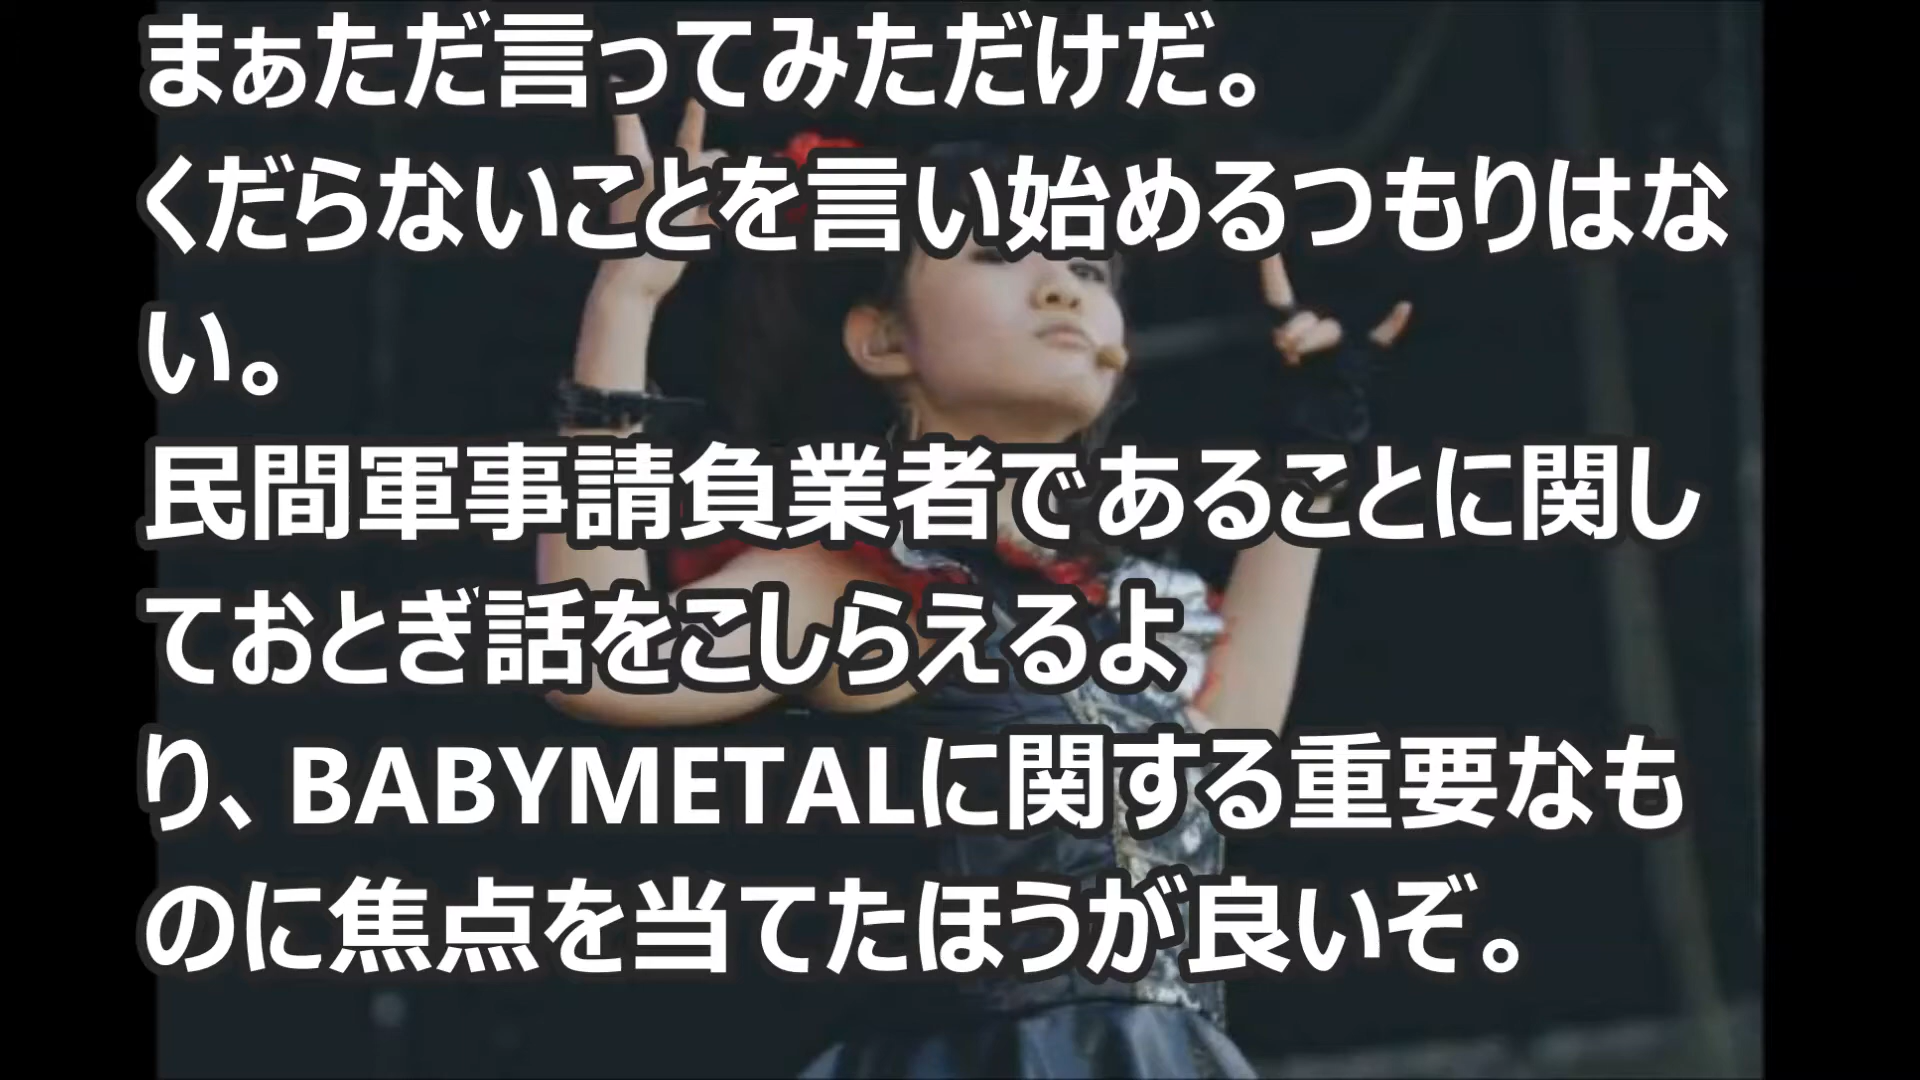 まぁただ言ってみただけだ。
くだらないことを言い始めるつもりはな
い。
民間軍事請負業者であることに関し
ておとぎ話をこしらえるよ
り、BABYMETALに関する重要なも
のに焦点を当てたほうが良いぞ。